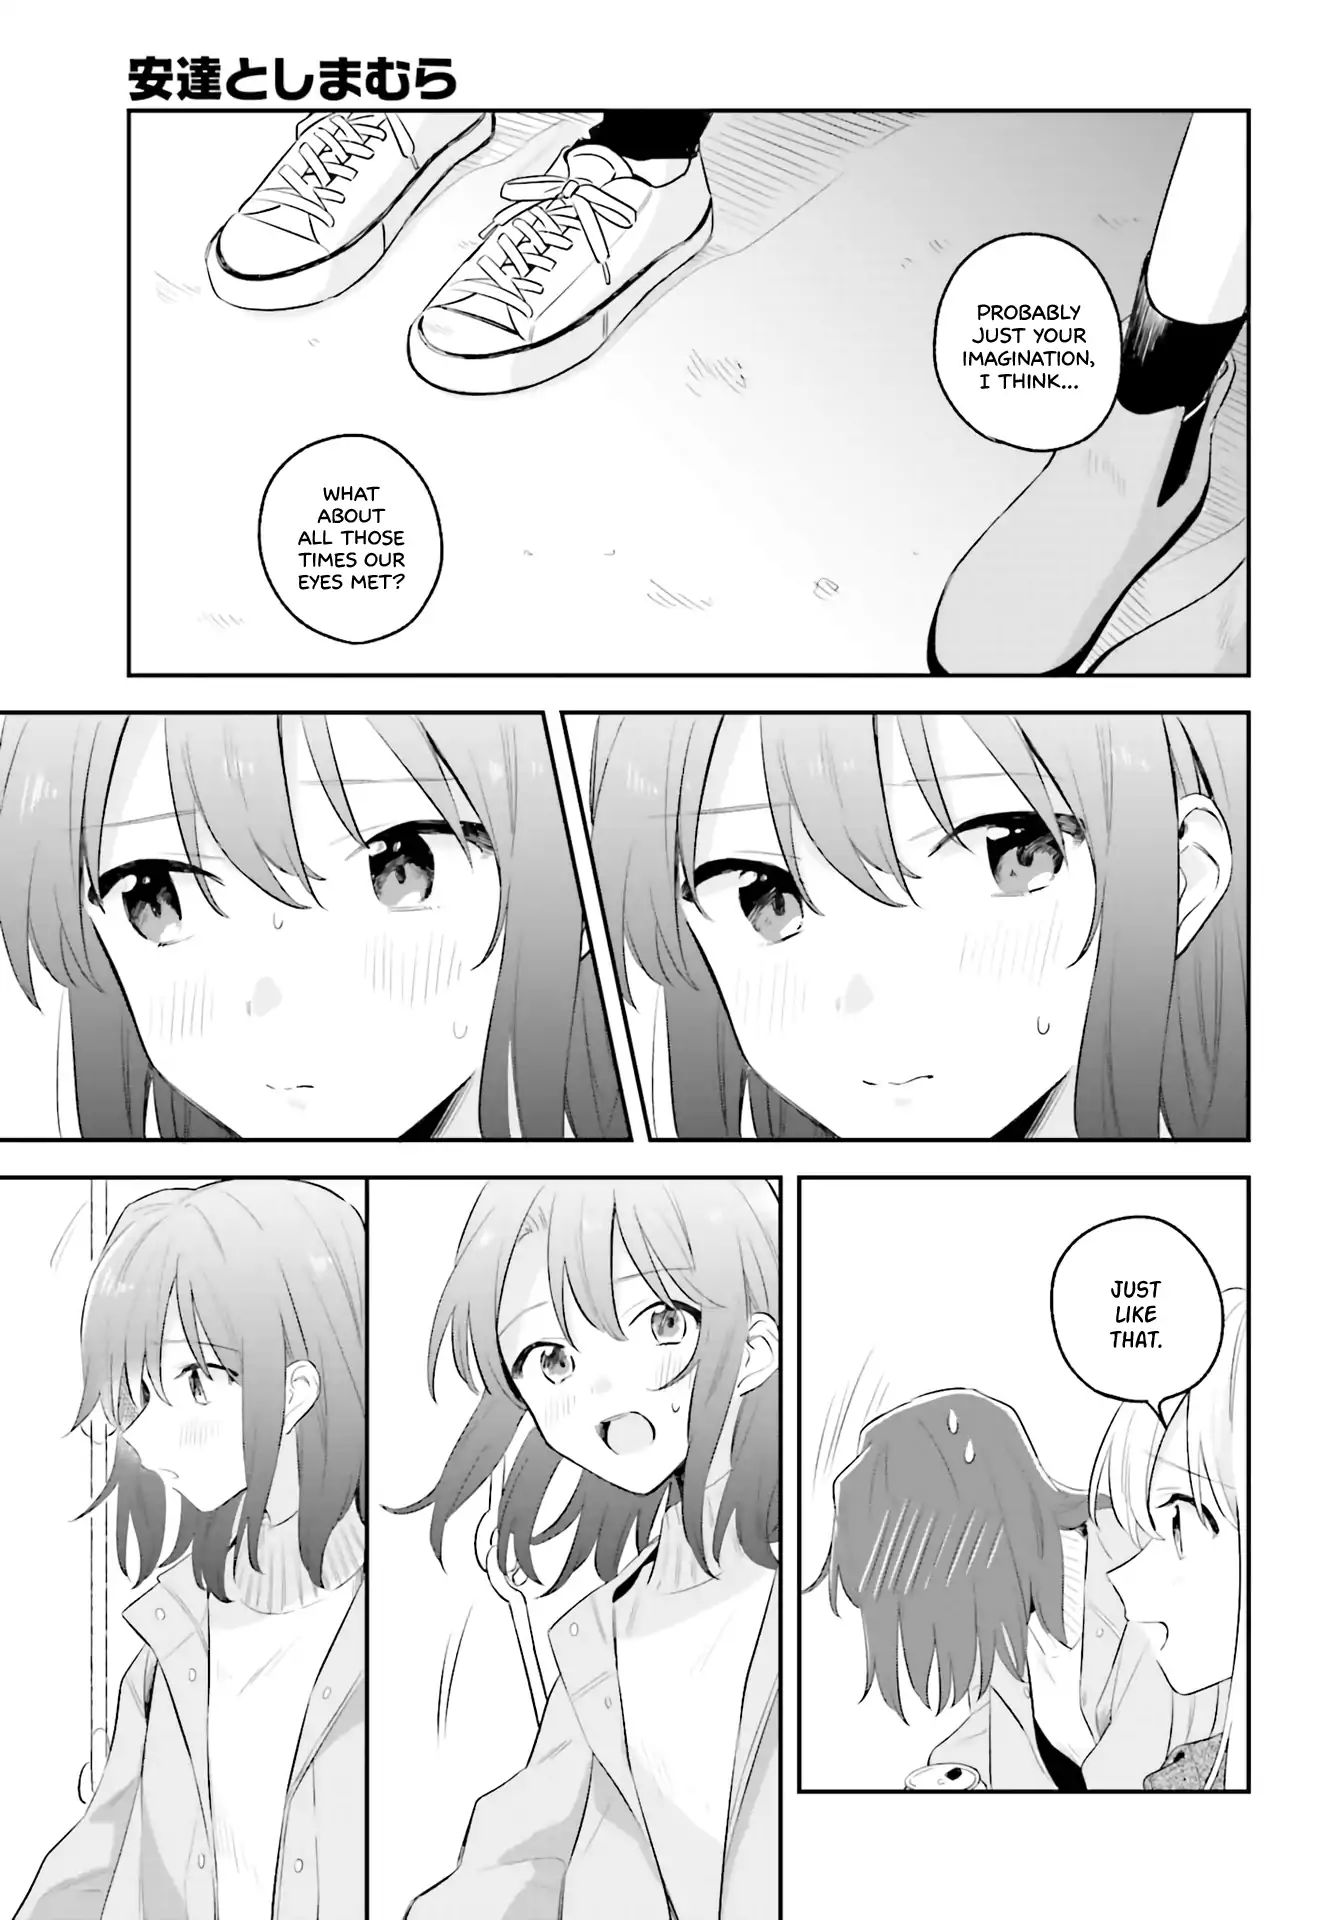 安達としまむら
PROBABLY
JUST YOUR
IMAGINATION,
I THINK...
WHAT
ABOUT
ALL THOSE
TIMES OUR
EYES MET?
JUST
LIKE
THAT.